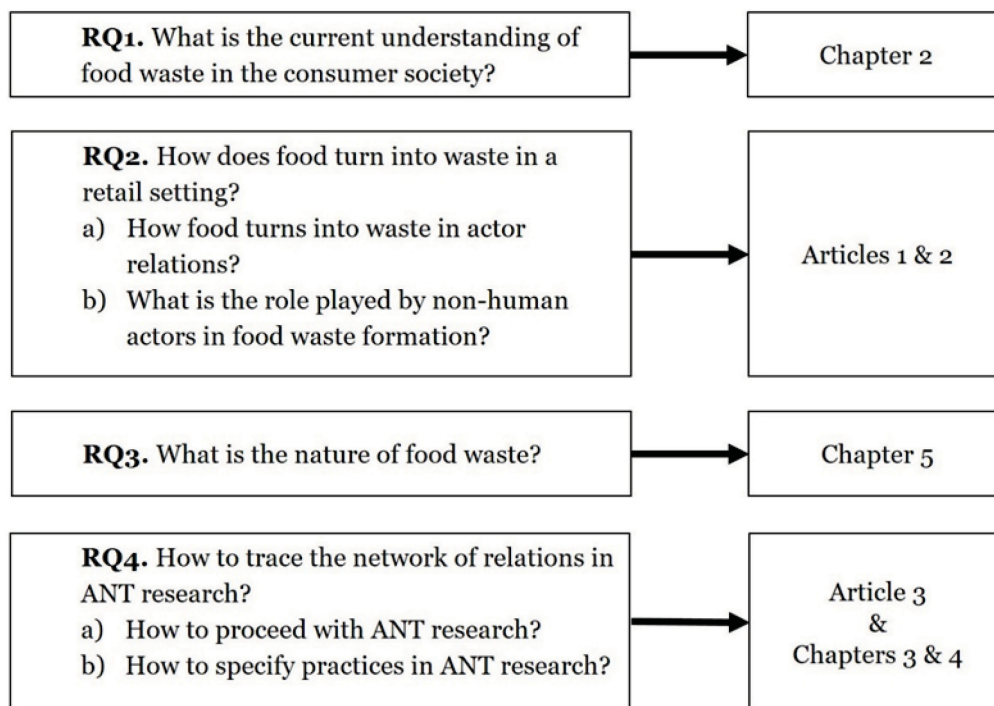 RQ1. What is the current understanding of
food waste in the consumer society?
Chapter 2
RQ2. How does food turn into waste in a
retail setting?
a) How food turns into waste in actor
relations?
b) What is the role played by non-human
actors in food waste formation?
Articles 1 & 2
RQ3. What is the nature of food waste?
Chapter 5
RQ4. How to trace the network of relations in
ANT research?
a) How to proceed with ANT research?
b) How to specify practices in ANT research?
Article 3
&
Chapters 3 & 4